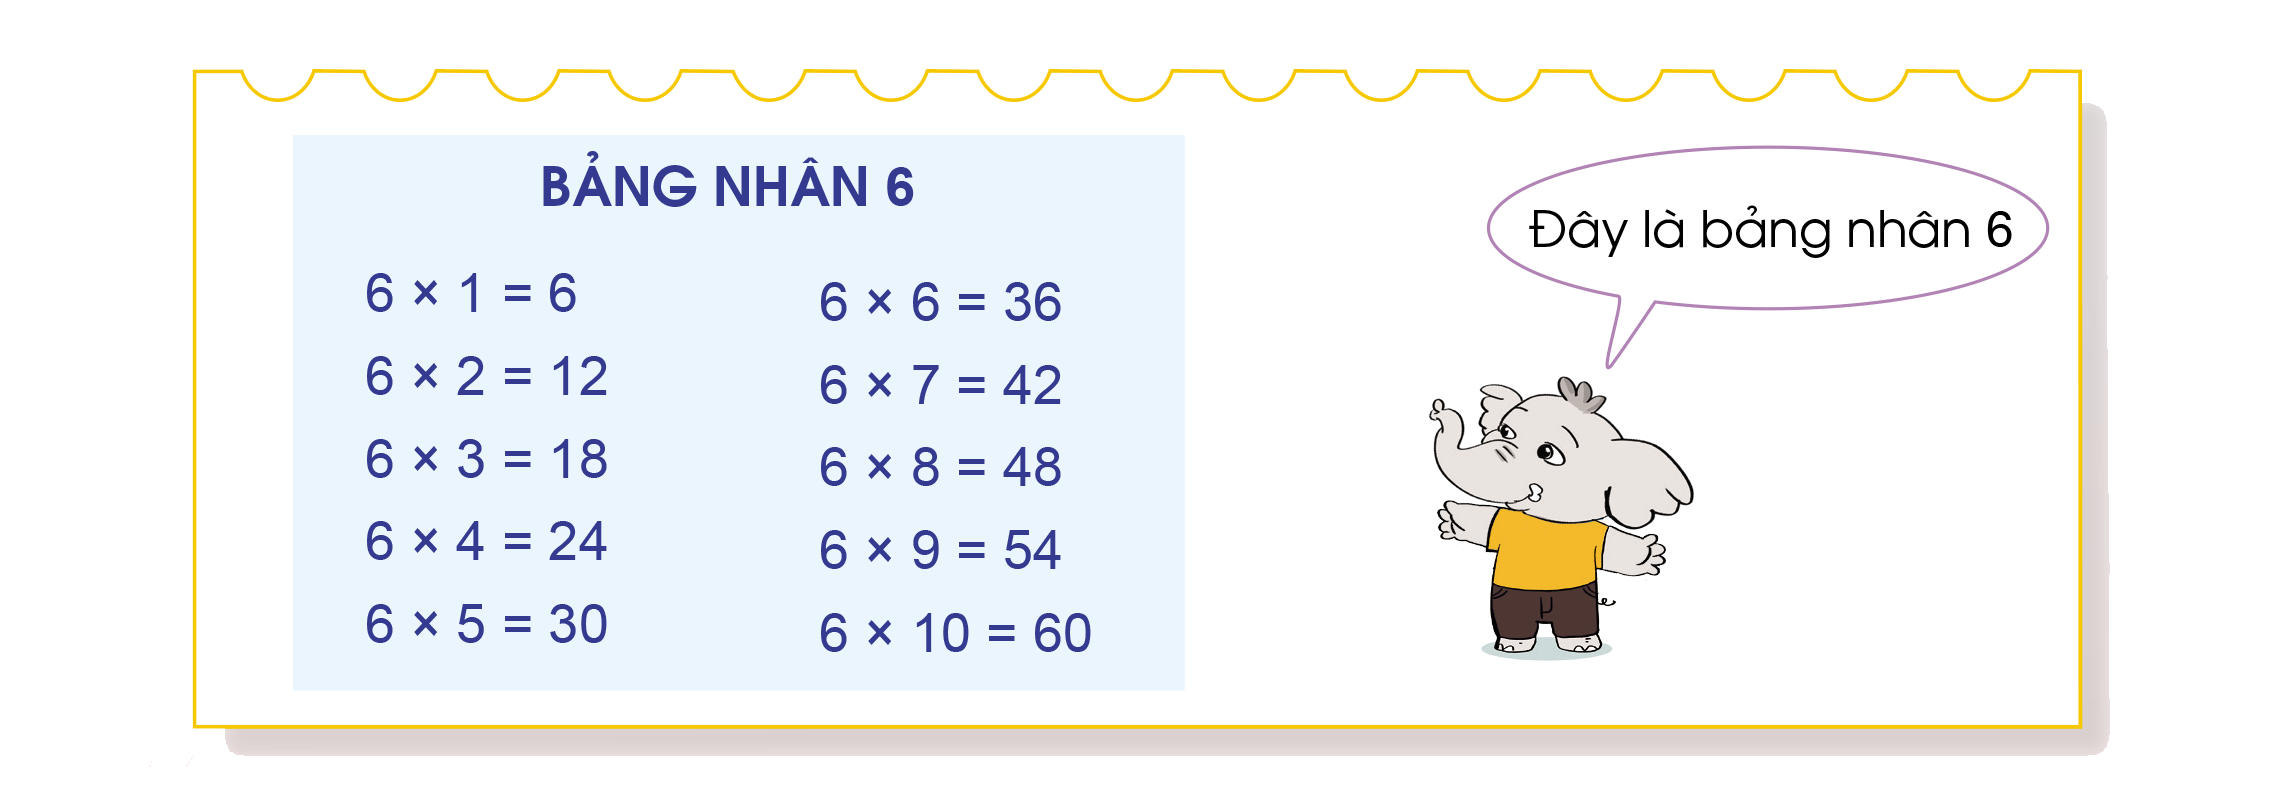 BẢNG NHÂN 6
6 × 1 = 6
6 × 2 = 12
6 × 3 = 18
6 × 4 = 24
6 × 5 = 30
6 × 6 = 36
6 × 7 = 42
6 × 8 = 48
6 × 9 = 54
6 × 10 = 60
Đây là bảng nhân 6